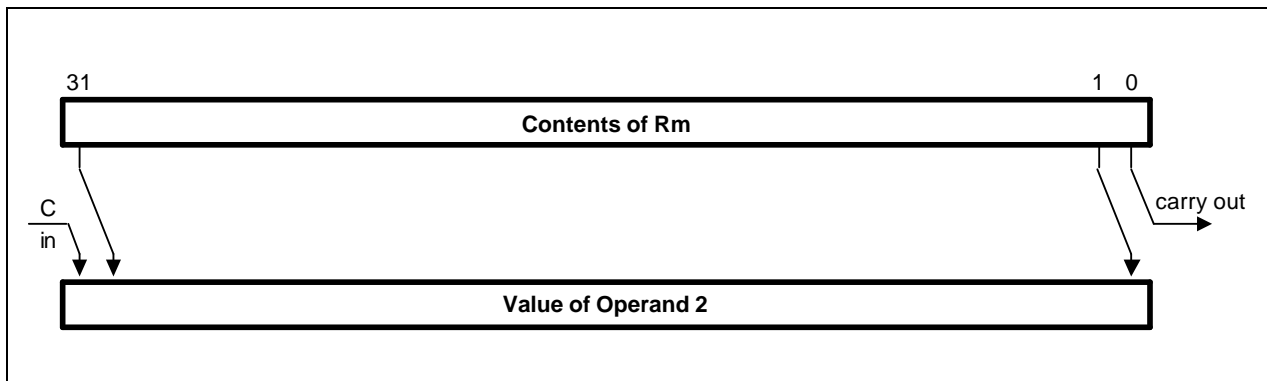 31 1 0
Contents of Rm
C
in
carry out
Value of Operand 2